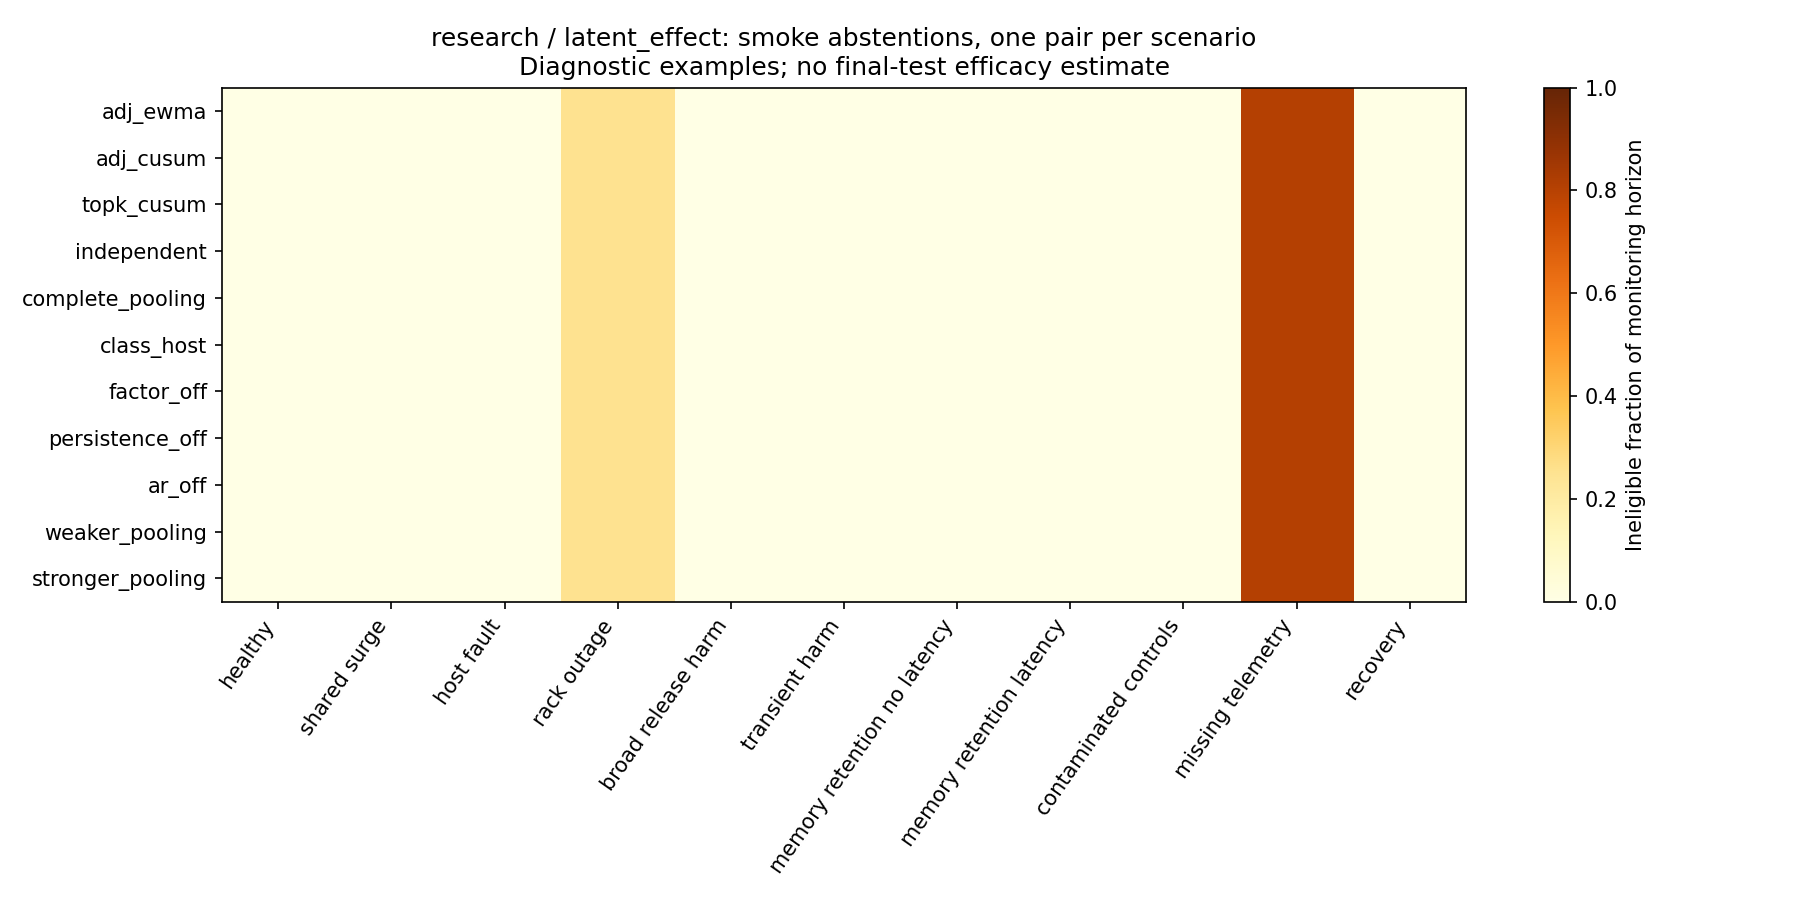 research / latent_effect: smoke abstentions, one pair per scenario
Diagnostic examples; no final-test efficacy estimate
adj_ewma
adj_cusum
topk_cusum
independent
complete_pooling
class_host
factor_off
persistence_off
ar_off
weaker_pooling
stronger_pooling
healthy
shared surge
host fault
rack outage
broad release harm
transient harm
memory retention no latency
memory retention latency
contaminated controls
missing telemetry
recovery
1.0
0.8
0.6
0.4
0.2
0.0
Ineligible fraction of monitoring horizon